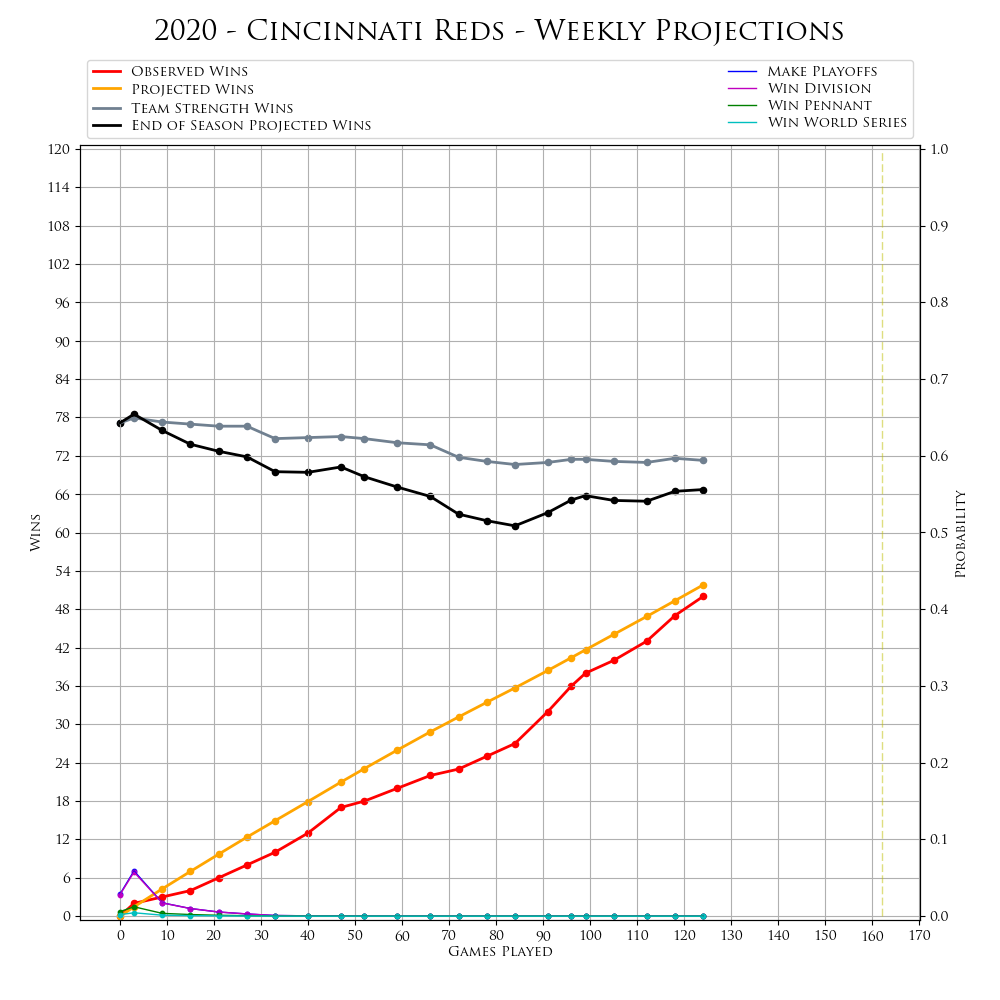 2020 - Cincinnati Reds - Weekly Projections
Observed Wins
Projected Wins
Team Strength Wins
End of Season Projected Wins
Make Playoffs
Win Division
Win Pennant
Win World Series
120
114
108
102
96
90
84
78
72
66
60
54
48
42
36
30
24
18
12
6
0
Wins
1.0
0.9
0.8
0.7
0.6
0.5
0.4
0.3
0.2
0.1
0.0
Probability
0 10 20 30 40 50 60 70 80 90 100 110 120 130 140 150 160 170
Games Played